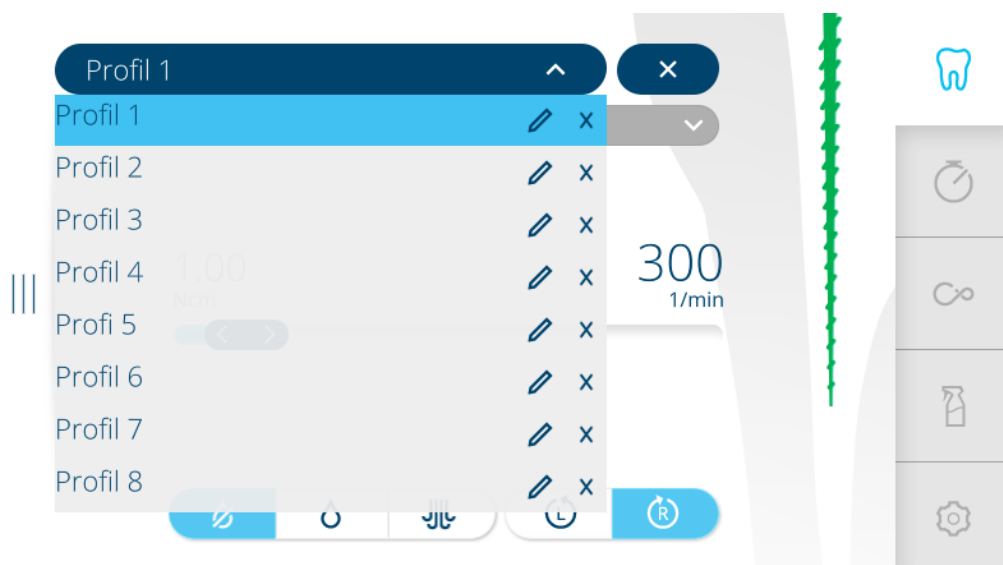 Profil 1
Profil 1
Profil 2
Profil 3
Profil 4
1.00
300
Ncm
1/min
Profi 5
Profil 6
Profil 7
Profil 8
L
R